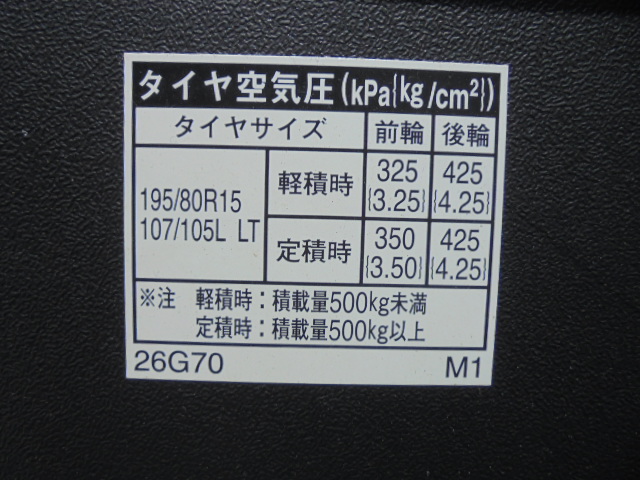 タイヤ空気圧(kPa{kg/cm²})
タイヤサイズ 前輪 後輪
195/80R15 107/105L LT 軽積時 325 {3.25} 425 {4.25}
定積時 350 {3.50} 425 {4.25}
※注 軽積時:積載量500kg未満
定積時:積載量500kg以上
26G70 M1